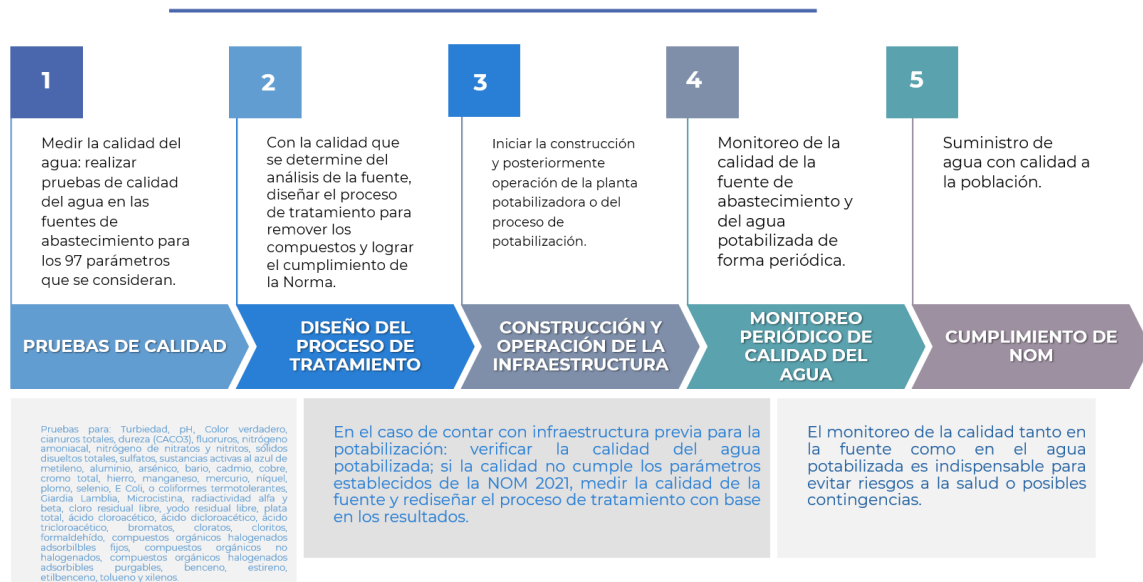 1
Medir la calidad del
agua: realizar
pruebas de calidad
del agua en las
fuentes de
abastecimiento para
los 97 parámetros
que se consideran.
2
Con la calidad que
se determine del
análisis de la fuente,
diseñar el proceso
de tratamiento para
remover los
compuestos y lograr
el cumplimiento de
la Norma.
3
Iniciar la construcción
y posteriormente
operación de la planta
potabilizadora o del
proceso de
potabilización.
4
Monitoreo de la
calidad de la
fuente de
abastecimiento y
del agua
potabilizada de
forma periódica.
5
Suministro de
agua con calidad a
la población.
PRUEBAS DE CALIDAD
DISEÑO DEL
PROCESO DE
TRATAMIENTO
CONSTRUCCIÓN Y
OPERACIÓN DE LA
INFRAESTRUCTURA
MONITOREO
PERIÓDICO DE
CALIDAD DEL
AGUA
CUMPLIMIENTO DE
NOM
Pruebas para: Turbiedad, pH, Color verdadero,
cianuros totales, dureza (CACO3), fluoruros, nitrógeno
amoniacal, nitrógeno de nitratos y nitritos, sólidos
disueltos totales, sulfatos, sustancias activas al azul de
metileno, aluminio, arsénico, bario, cadmio, cobre,
cromo total, hierro, manganeso, mercurio, níquel,
plomo, selenio, E Coli, o coliformes termotolerantes,
Giardia Lamblia, Microcistina, radiactividad alfa y
beta, cloro residual libre, yodo residual libre, plata
total, ácido cloroacético, ácido dicloroacético, ácido
tricloroacético, bromatos, cloratos, cloritos,
formaldehído, compuestos orgánicos halogenados
adsorbilbles fijos, compuestos orgánicos no
halogenados, compuestos orgánicos halogenados
adsorbibles purgables, benceno, estireno,
etilbenceno, tolueno y xilenos.
En el caso de contar con infraestructura previa para la
potabilización: verificar la calidad del agua
potabilizada; si la calidad no cumple los parámetros
establecidos de la NOM 2021, medir la calidad de la
fuente y rediseñar el proceso de tratamiento con base
en los resultados.
El monitoreo de la calidad tanto en
la fuente como en el agua
potabilizada es indispensable para
evitar riesgos a la salud o posibles
contingencias.